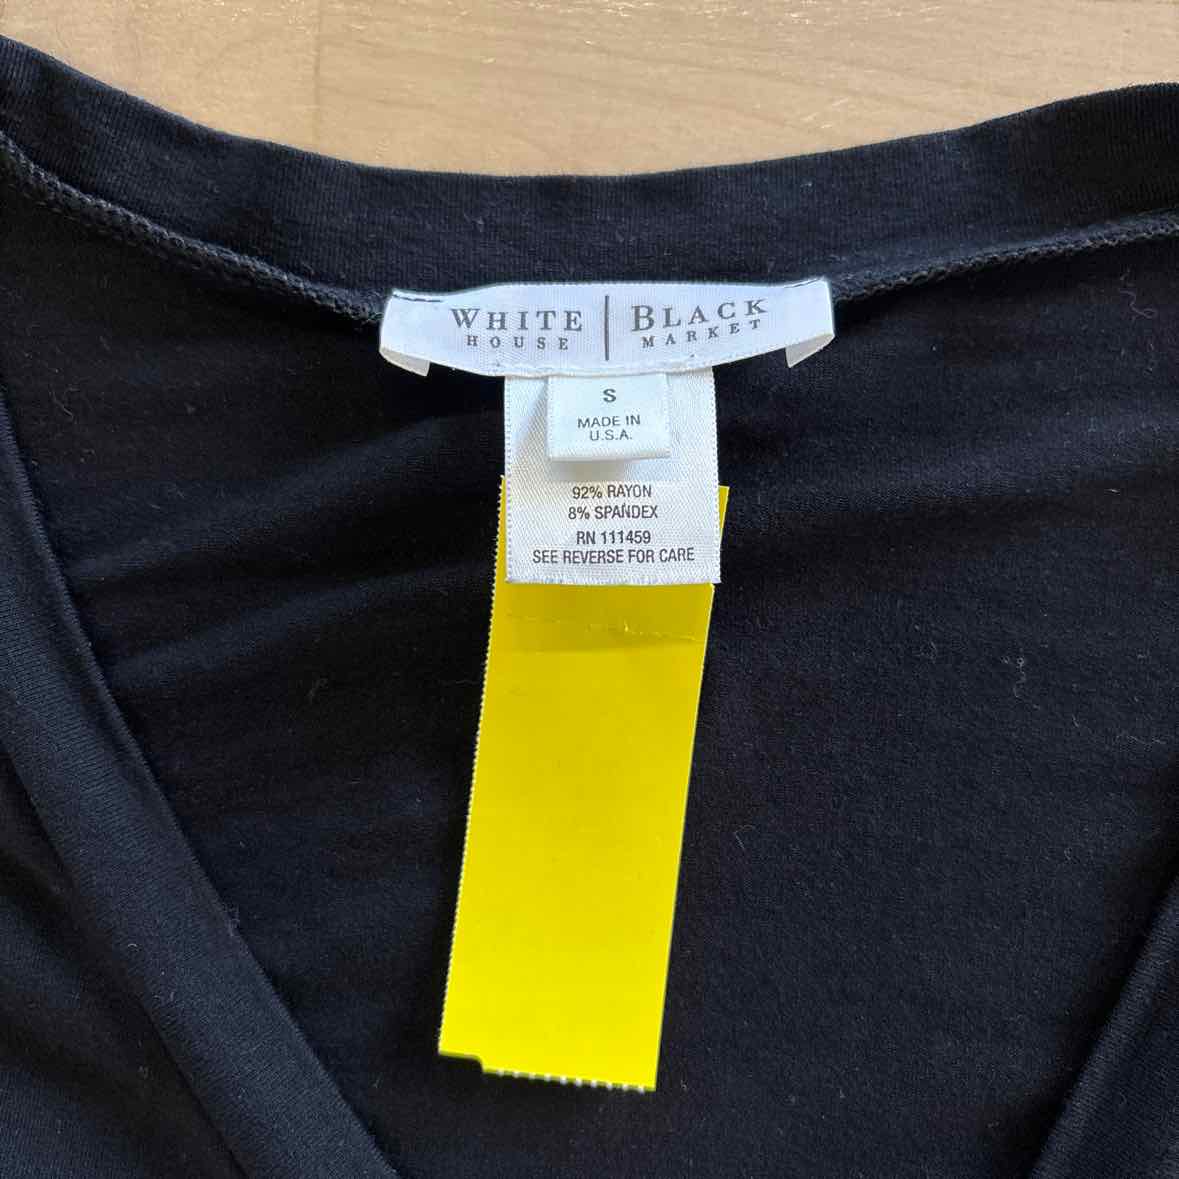 WHITE | BLACK
HOUSE | MARKET
S
MADE IN
U.S.A.
92% RAYON
8% SPANDEX
RN 111459
SEE REVERSE FOR CARE